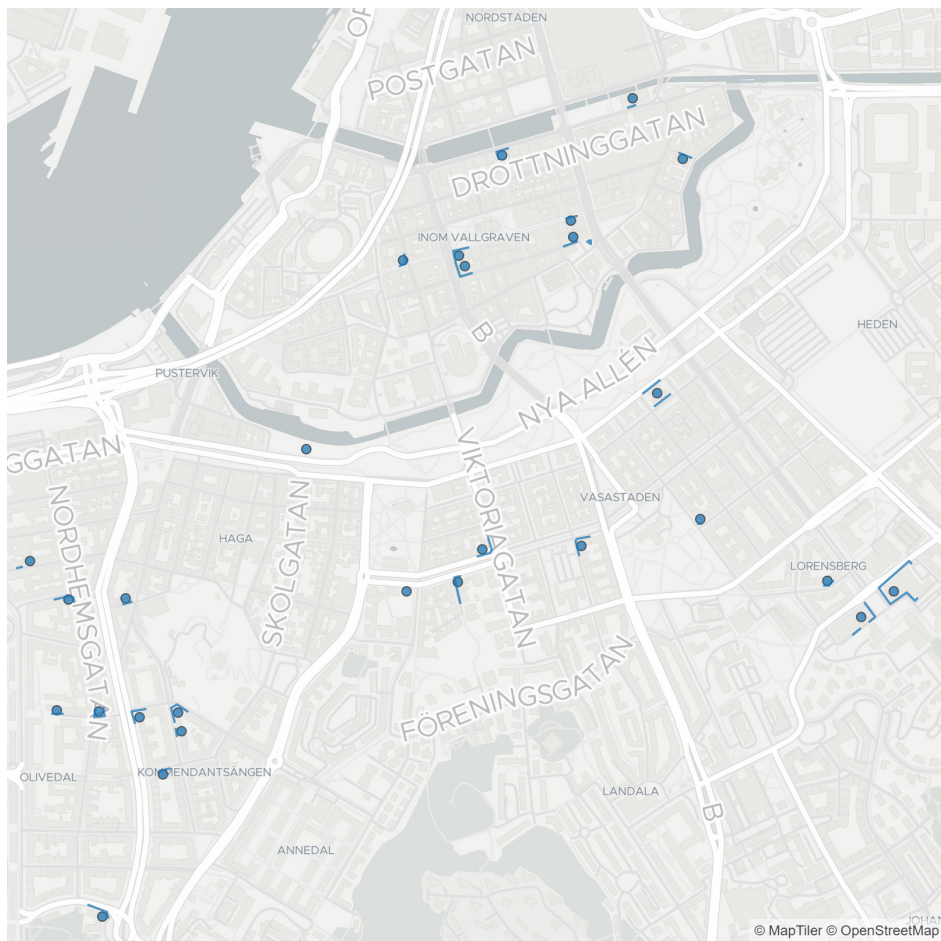 NORDSTADEN
POSTGATAN
DROTTNINGGATAN
INOM VALLGRAVEN
B
HEDEN
PUSTERVIK
NYA ALLÉN
GGATAN
VIKTORIAGATAN
NORDHEMSGATAN
SKOLGATAN
VASASTADEN
HAGA
LORENSBERG
FÖRENINGSGATAN
OLIVEDAL
KOMMENDANTSÄNGEN
LANDALA
B
ANNEDAL
JOHAN
© MapTiler © OpenStreetMap